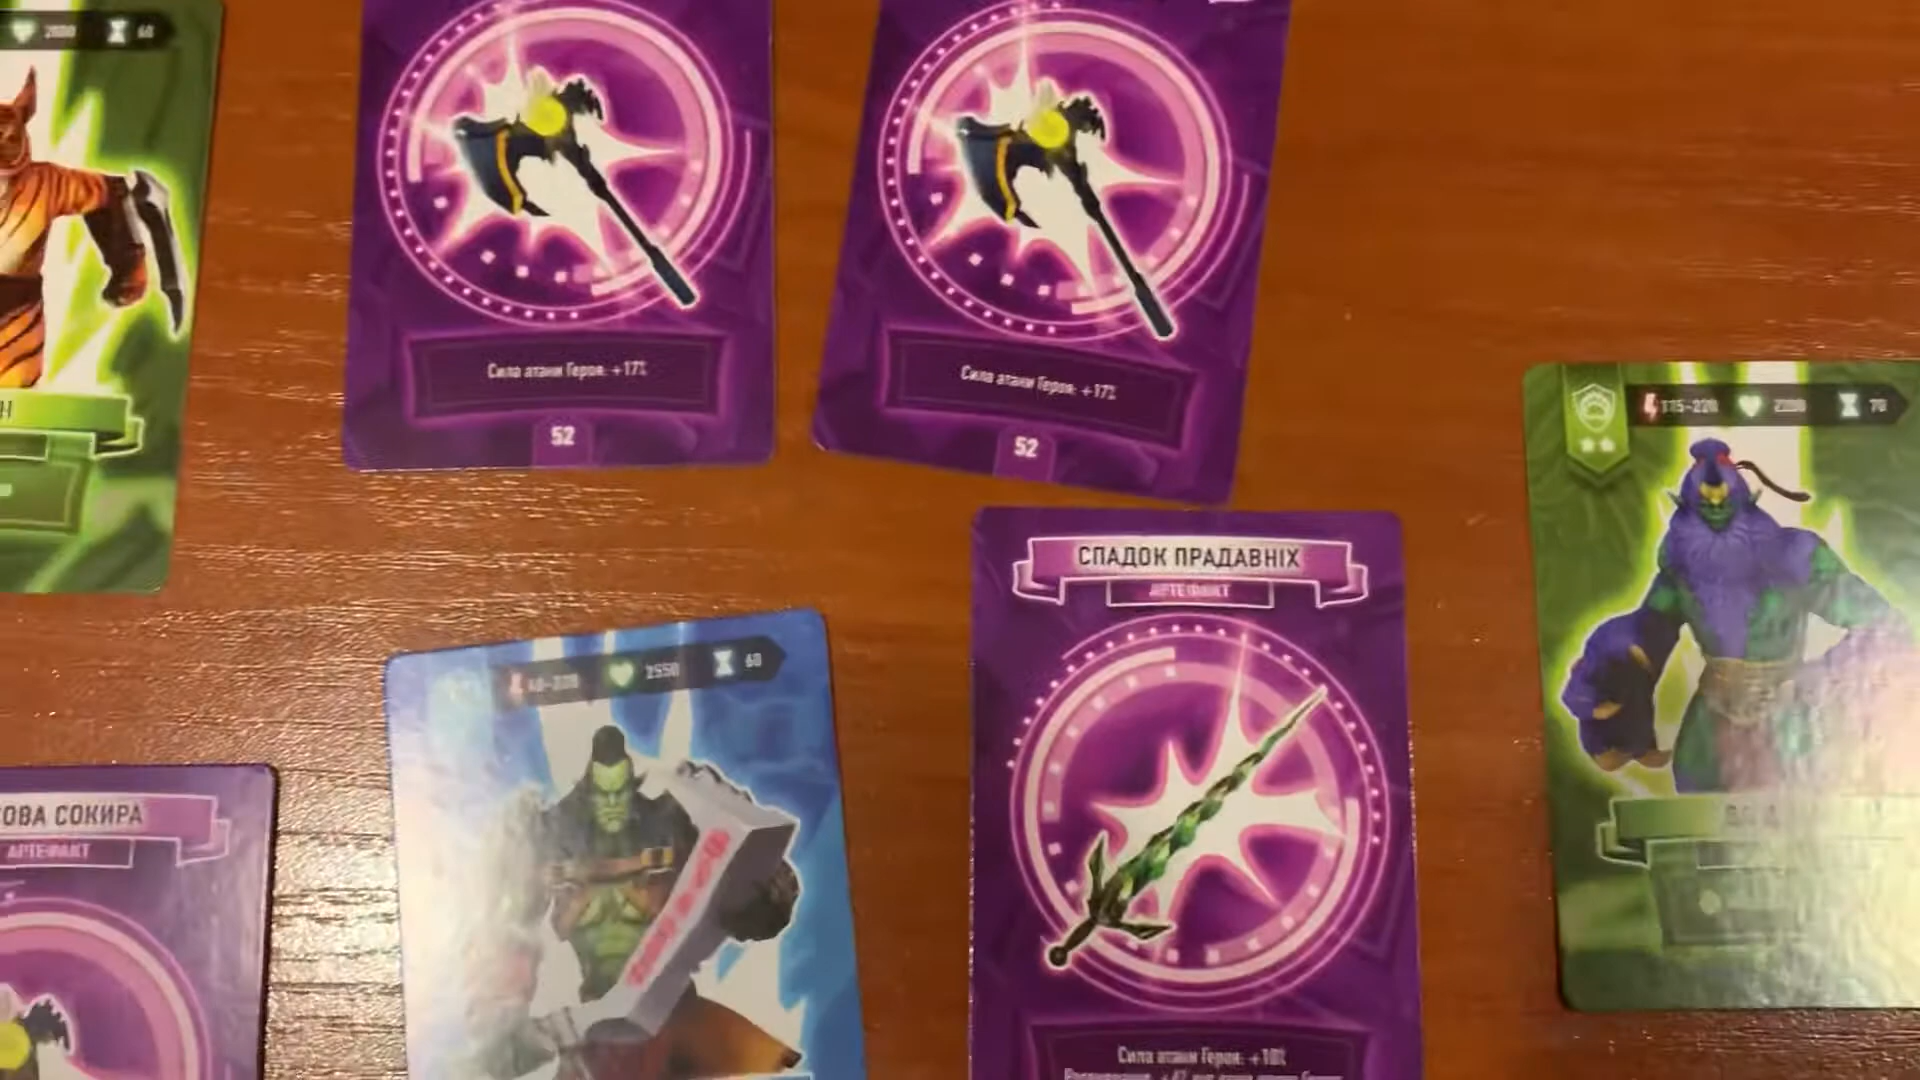 2000 60
Сила атаки Героя: +17%
52
Сила атаки Героя: +17%
52
115-220 2200 70
СПАДОК ПРАДАВНІХ
АРТЕФАКТ
2550 60
ОВА СОКИРА
АРТЕФАКТ
Сила атаки Героя: +10%